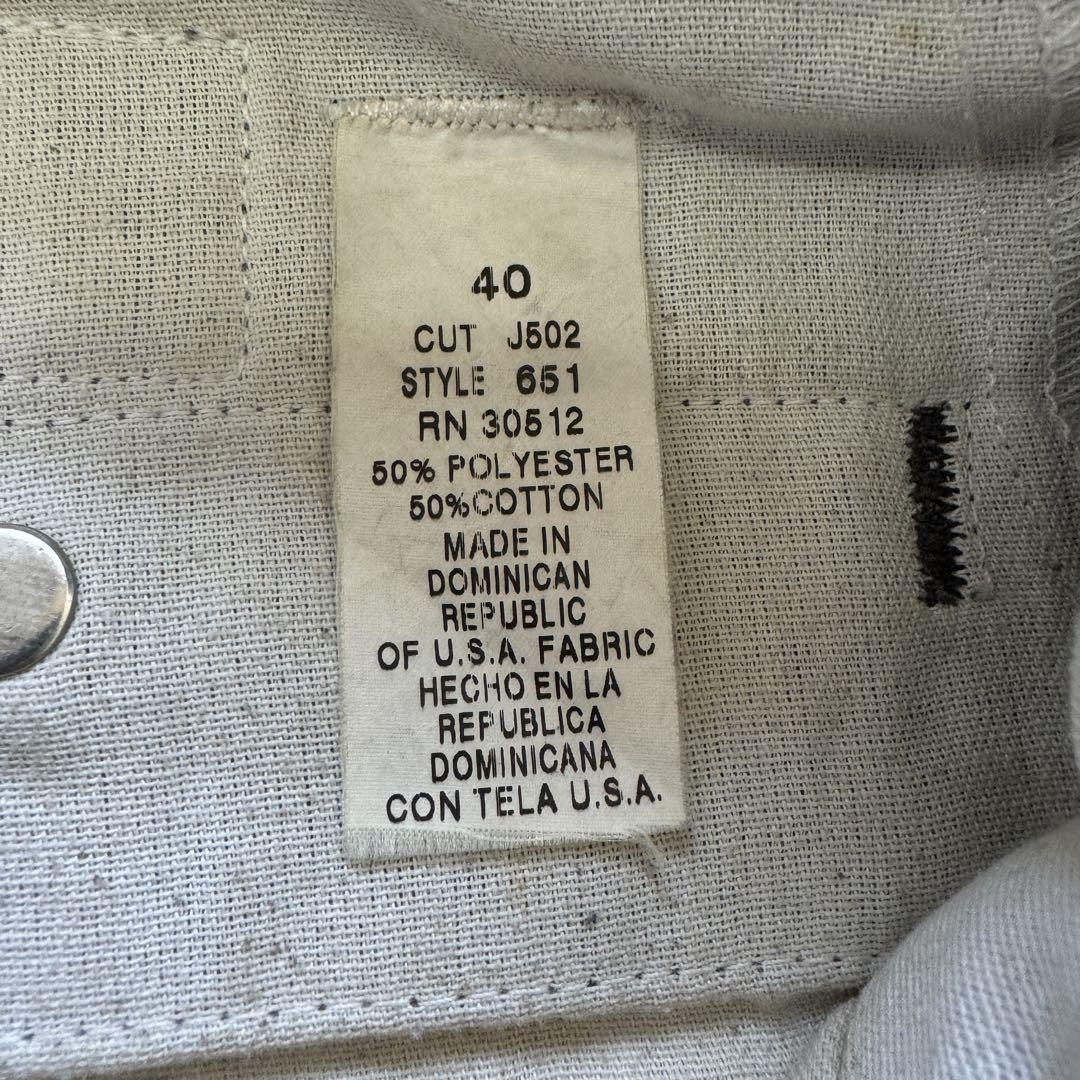 40
CUT J502
STYLE 651
RN 30512
50% POLYESTER
50%COTTON
MADE IN
DOMINICAN
REPUBLIC
OF U.S.A. FABRIC
HECHO EN LA
REPUBLICA
DOMINICANA
CON TELA U.S.A.